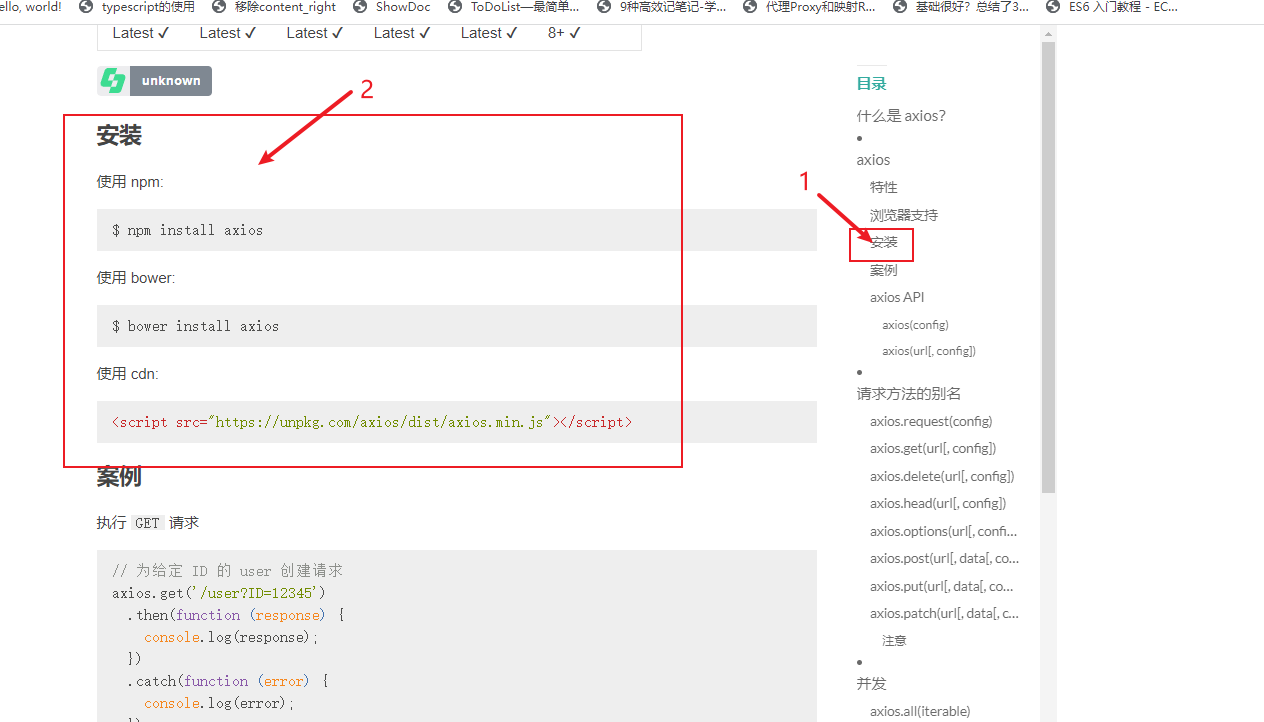 ello, world! typescript的使用 移除content_right ShowDoc ToDoList—最简单... 9种高效记笔记-学... 代理Proxy和映射R... 基础很好？总结了3... ES6 入门教程 - EC...
Latest ✓ Latest ✓ Latest ✓ Latest ✓ Latest ✓ 8+ ✓
unknown
2
安装
使用 npm:
$ npm install axios
使用 bower:
$ bower install axios
使用 cdn:
<script src="https://unpkg.com/axios/dist/axios.min.js"></script>
案例
执行 GET 请求
// 为给定 ID 的 user 创建请求
axios.get('/user?ID=12345')
.then(function (response) {
console.log(response);
})
.catch(function (error) {
console.log(error);
})
目录
什么是 axios？
•
axios
1
特性
浏览器支持
安装
案例
axios API
axios(config)
axios(url[, config])
•
请求方法的别名
axios.request(config)
axios.get(url[, config])
axios.delete(url[, config])
axios.head(url[, config])
axios.options(url[, confi...
axios.post(url[, data[, co...
axios.put(url[, data[, co...
axios.patch(url[, data[, c...
注意
•
并发
axios.all(iterable)